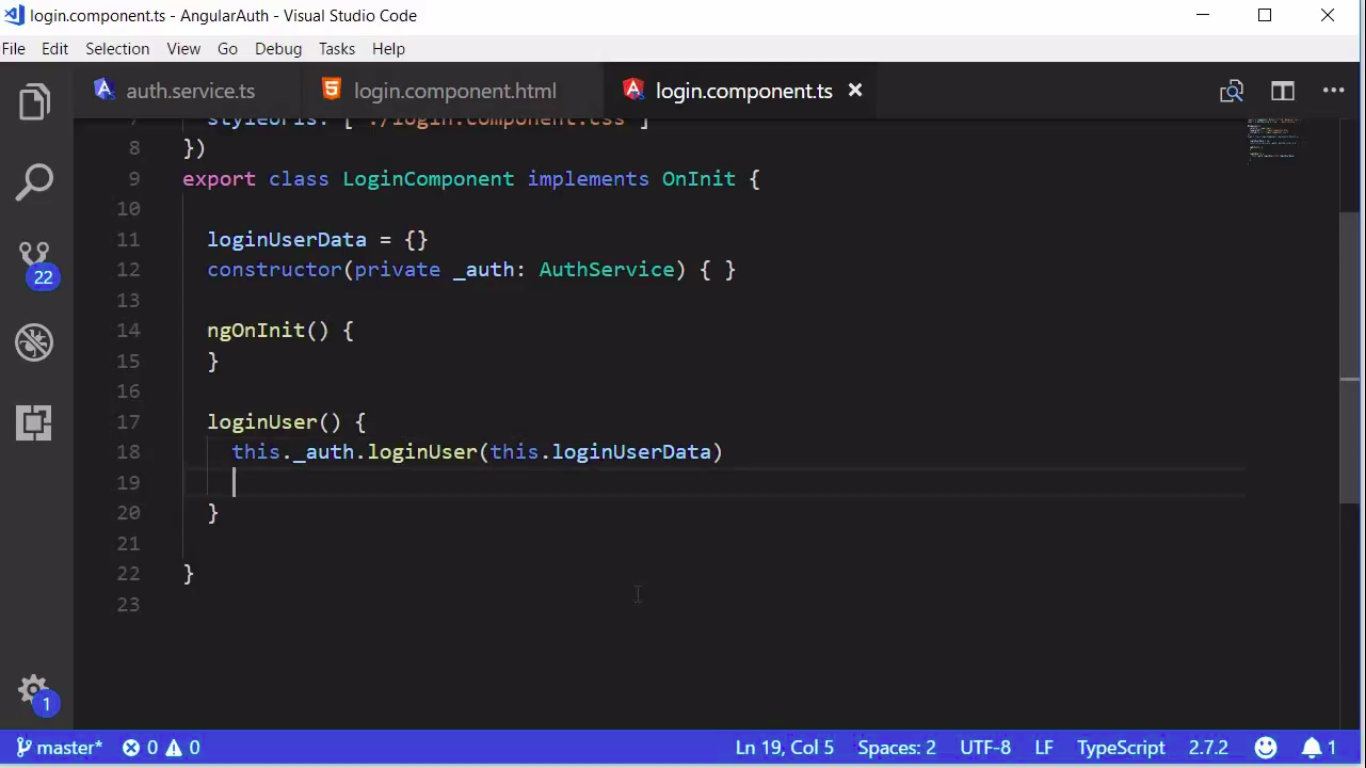 login.component.ts - AngularAuth - Visual Studio Code
File Edit Selection View Go Debug Tasks Help
auth.service.ts login.component.html login.component.ts
7 styleUrls: ['./login.component.css']
8 })
9 export class LoginComponent implements OnInit {
10
11 loginUserData = {}
12 constructor(private _auth: AuthService) { }
13
14 ngOnInit() {
15 }
16
17 loginUser() {
18 this._auth.loginUser(this.loginUserData)
19
20 }
21
22 }
23
22
1
master* 0 0 Ln 19, Col 5 Spaces: 2 UTF-8 LF TypeScript 2.7.2 1